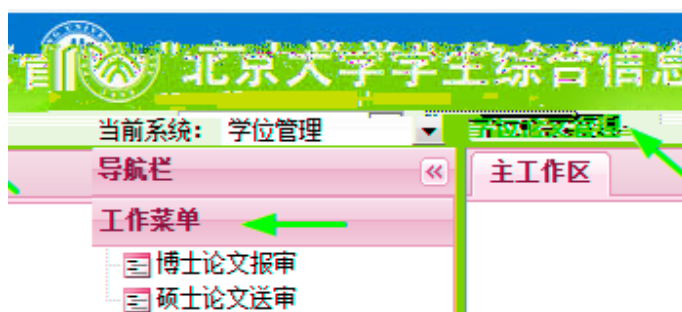 北京大学学生综合信息
当前系统： 学位管理
导航栏
主工作区
工作菜单
博士论文报审
硕士论文送审